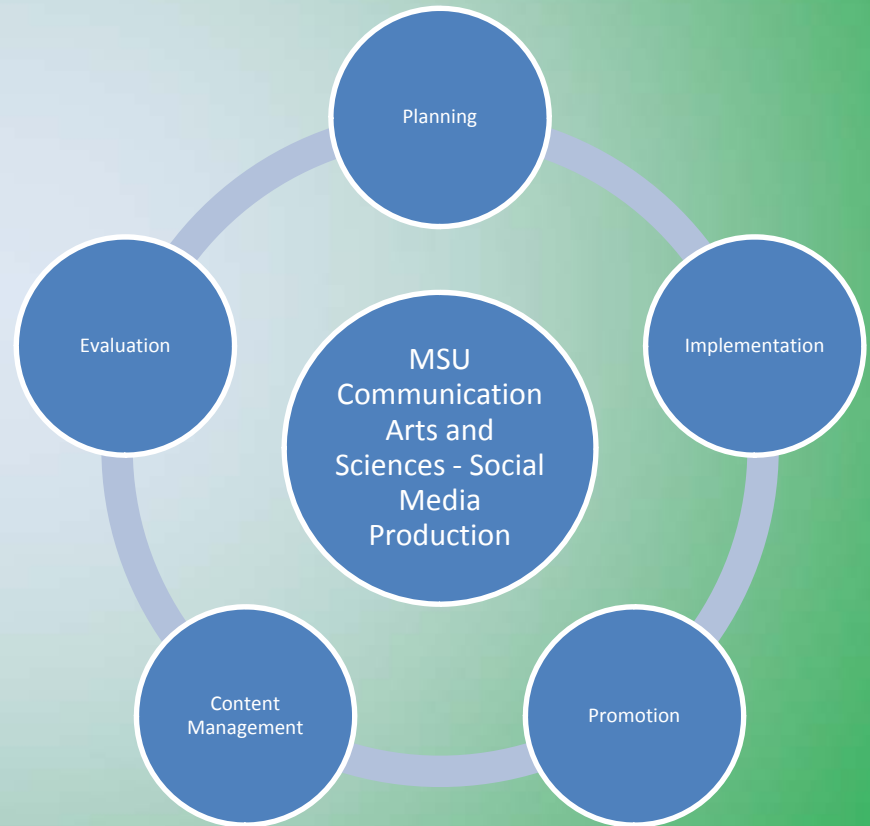 Planning
Evaluation
Implementation
MSU
Communication
Arts and
Sciences - Social
Media
Production
Content
Management
Promotion